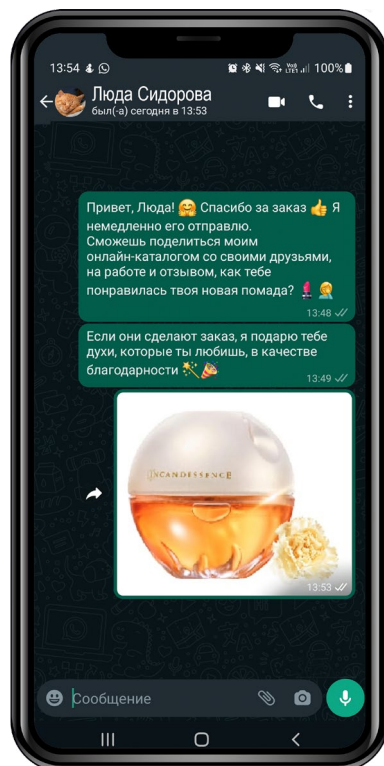 13:54
Vo))
LTE1
100%
Люда Сидорова
был(-а) сегодня в 13:53
Привет, Люда! 🤗 Спасибо за заказ 👍 Я
немедленно его отправлю.
Сможешь поделиться моим
онлайн-каталогом со своими друзьями,
на работе и отзывом, как тебе
понравилась твоя новая помада? 💄 🤦
13:48
Если они сделают заказ, я подарю тебе
духи, которые ты любишь, в качестве
благодарности ✨ 🎉
13:49
INCANDESSENCE
13:53
Сообщение